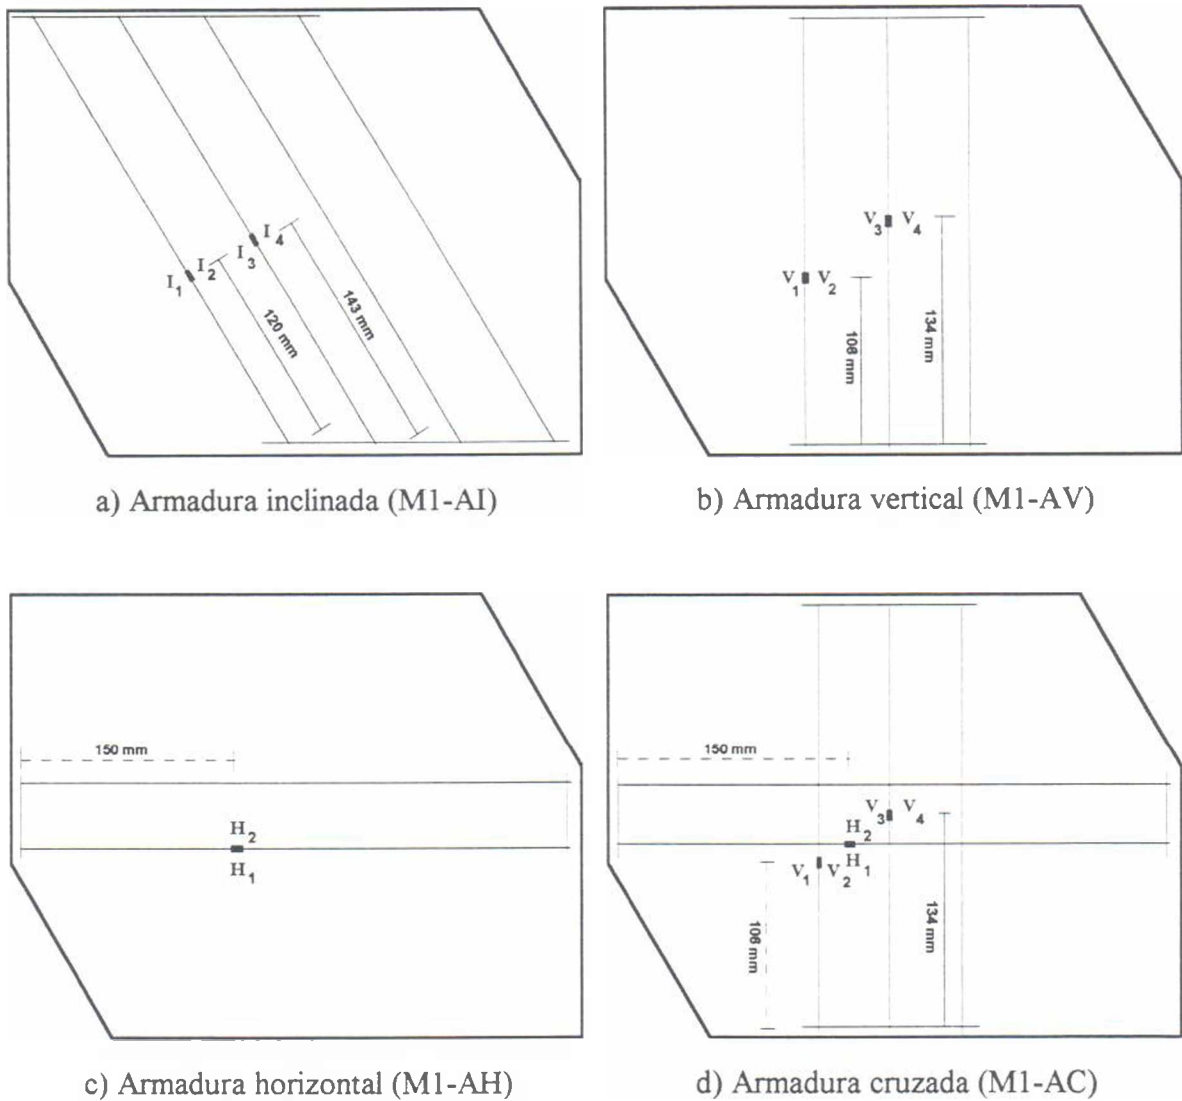 I₁ I₂ I₃ I₄
120 mm
143 mm
V₃ V₄
V₁ V₂
106 mm
134 mm
a) Armadura inclinada (M1-AI)
b) Armadura vertical (M1-AV)
150 mm
H₂
H₁
150 mm
V₃ V₄
H₂
V₁ V₂ H₁
106 mm
134 mm
c) Armadura horizontal (M1-AH)
d) Armadura cruzada (M1-AC)